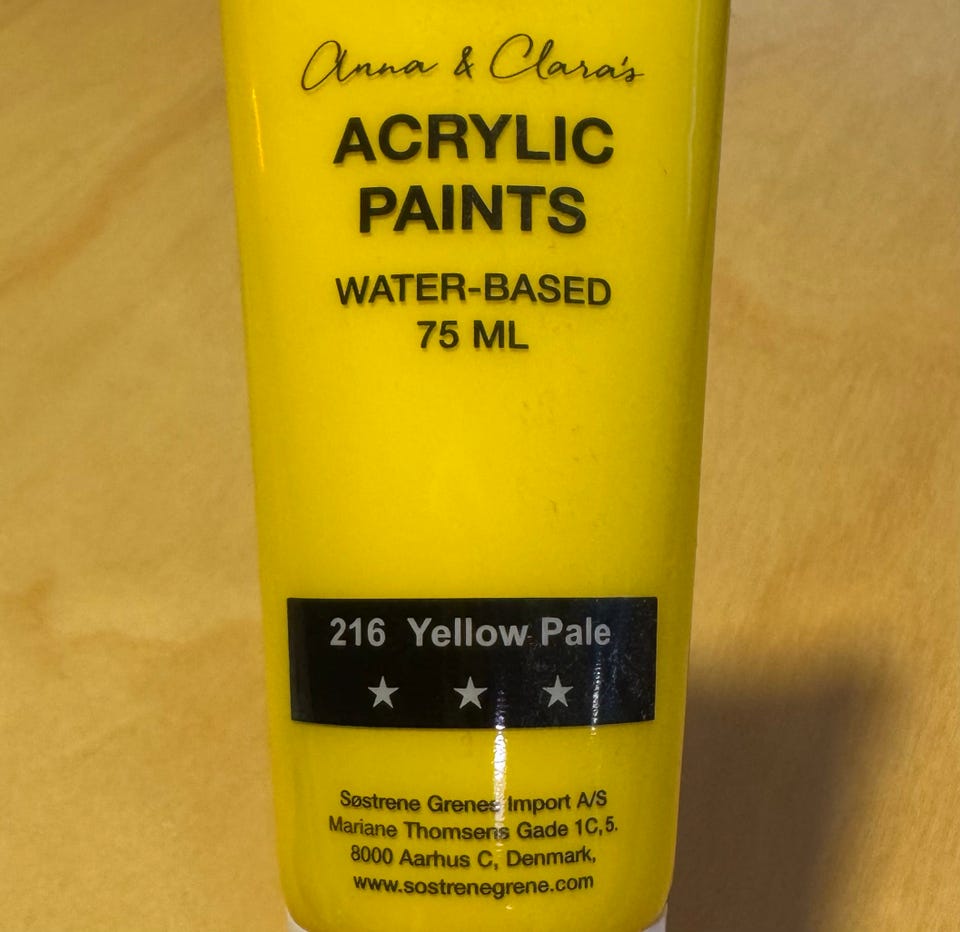 Anna & Clara's
ACRYLIC
PAINTS
WATER-BASED
75 ML
216 Yellow Pale
Søstrene Grenes Import A/S
Mariane Thomsens Gade 1C,5.
8000 Aarhus C, Denmark,
www.sostrenegrene.com